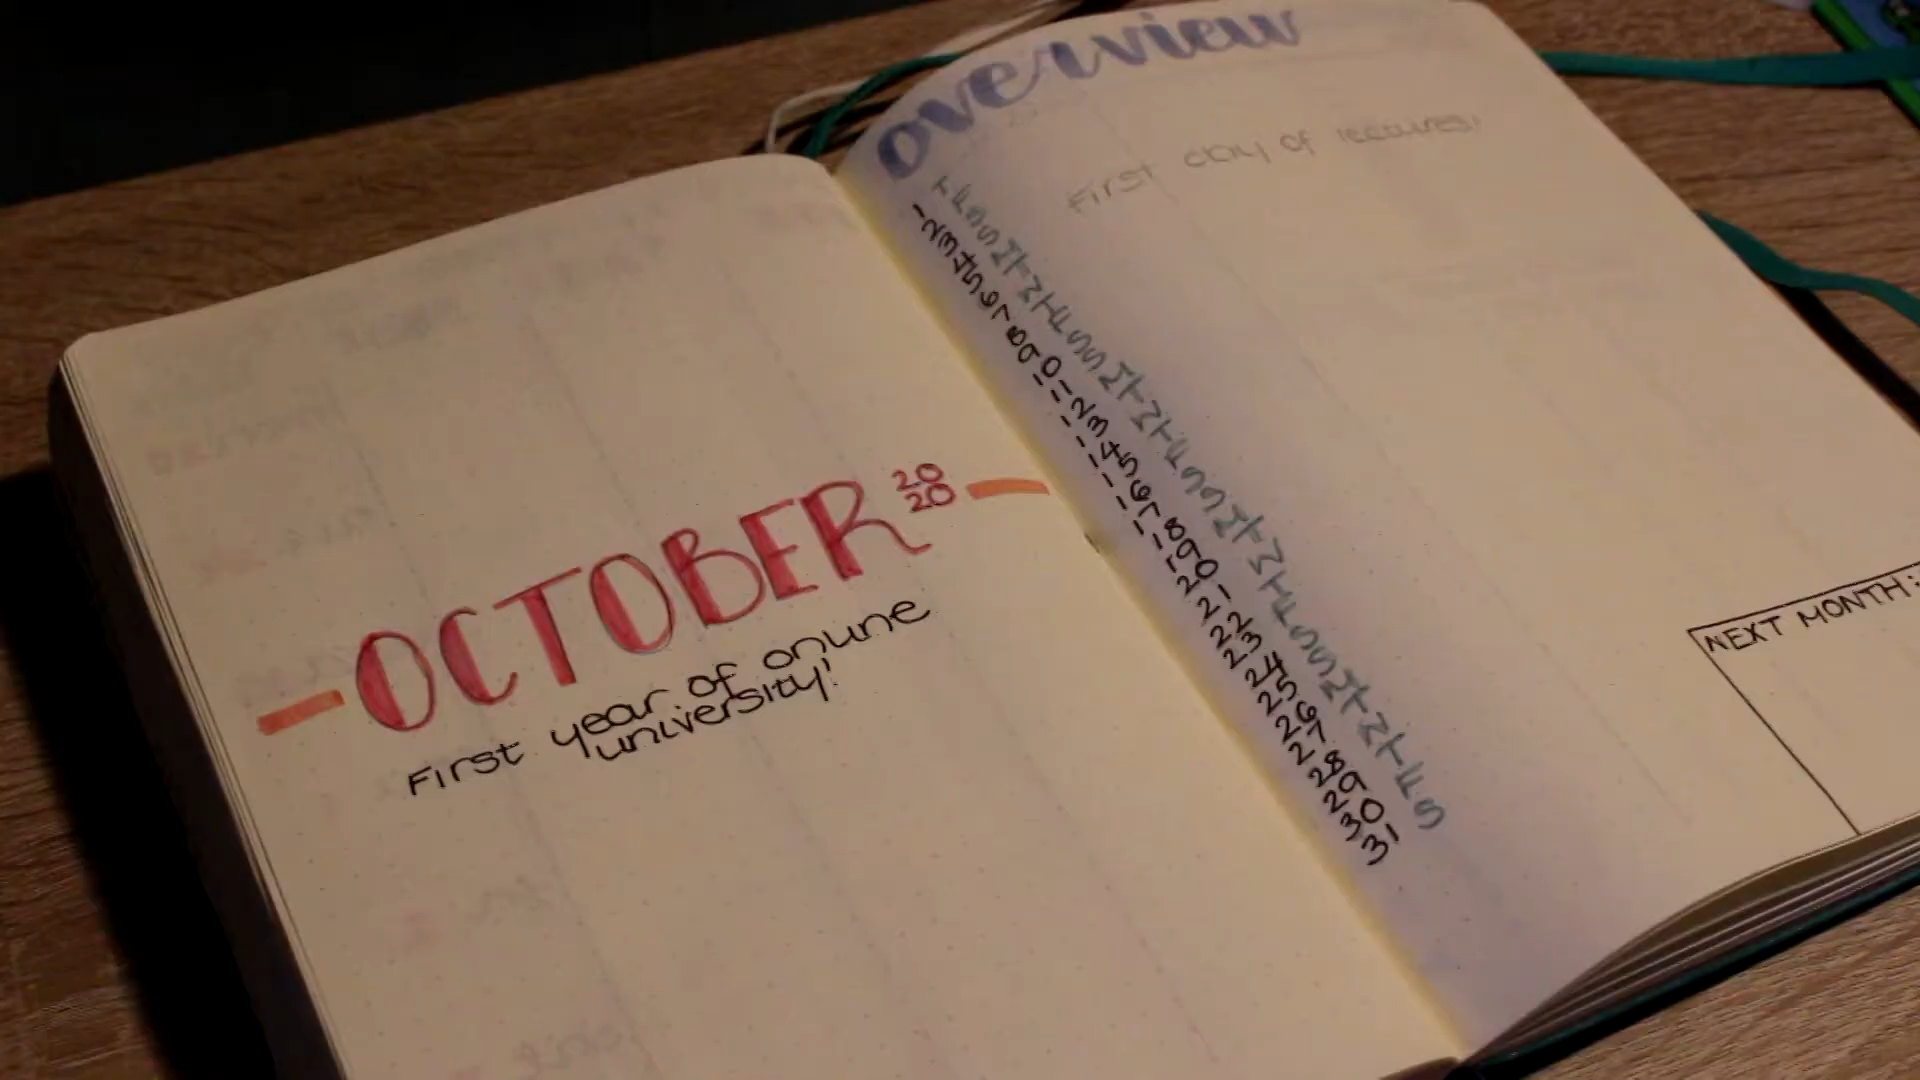 OCTOBER 20
20
First year of online
university!
overview
First day of lectures!
1 T
2 F
3 S
4 S
5 M
6 T
7 W
8 T
9 F
10 S
11 S
12 M
13 T
14 W
15 T
16 F
17 S
18 S
19 M
20 T
21 W
22 T
23 F
24 S
25 S
26 M
27 T
28 W
29 T
30 F
31 S
NEXT MONTH: